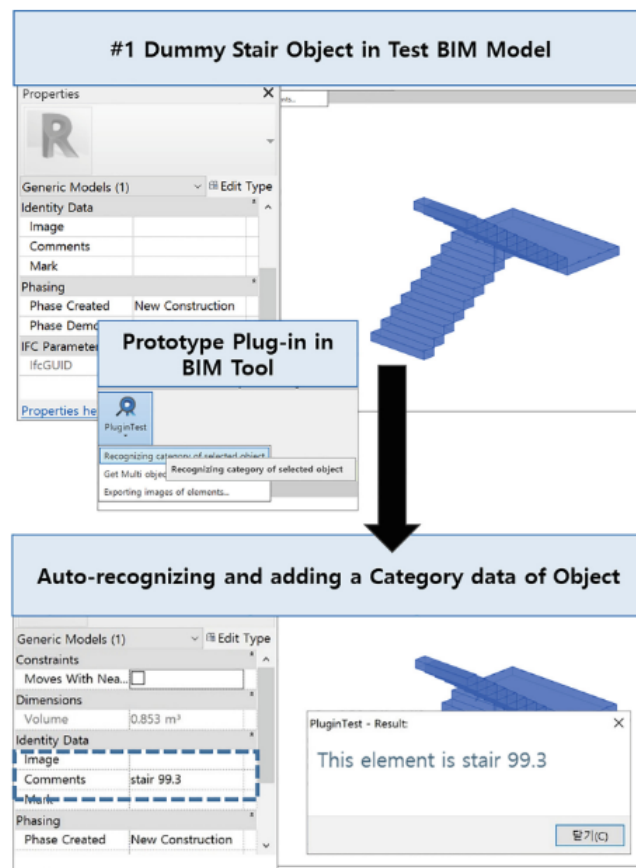 #1 Dummy Stair Object in Test BIM Model
Properties
R
Generic Models (1) Edit Type
Identity Data
Image
Comments
Mark
Phasing
Phase Created New Construction
Phase Demo
IFC Parameter
IfcGUID
Properties he
Prototype Plug-in in
BIM Tool
PluginTest
Recognizing category of selected object
Get Multi objec
Recognizing category of selected object
Exporting images of elements...
Auto-recognizing and adding a Category data of Object
Generic Models (1) Edit Type
Constraints
Moves With Nea...
Dimensions
Volume 0.853 m³
Identity Data
Image
Comments stair 99.3
Mark
Phasing
Phase Created New Construction
PluginTest - Result:
This element is stair 99.3
닫기(C)